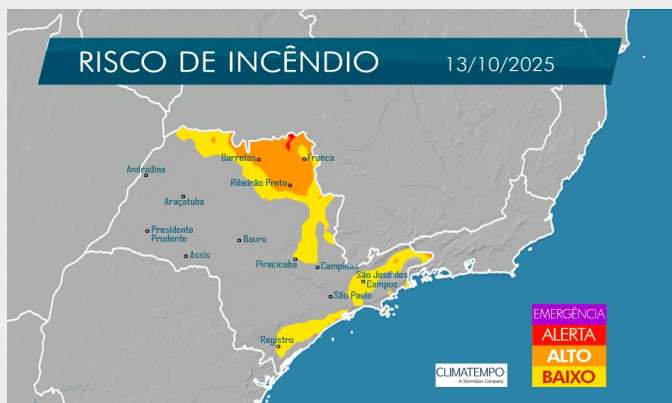 RISCO DE INCÊNDIO 13/10/2025
Barretos
Franca
Andradina
Ribeirão Preto
Araçatuba
Presidente
Prudente
Bauru
Assis
Piracicaba
Campinas
São José dos
Campos
São Paulo
Registro
EMERGÊNCIA
ALERTA
ALTO
BAIXO
CLIMATEMPO
A StormGeo Company